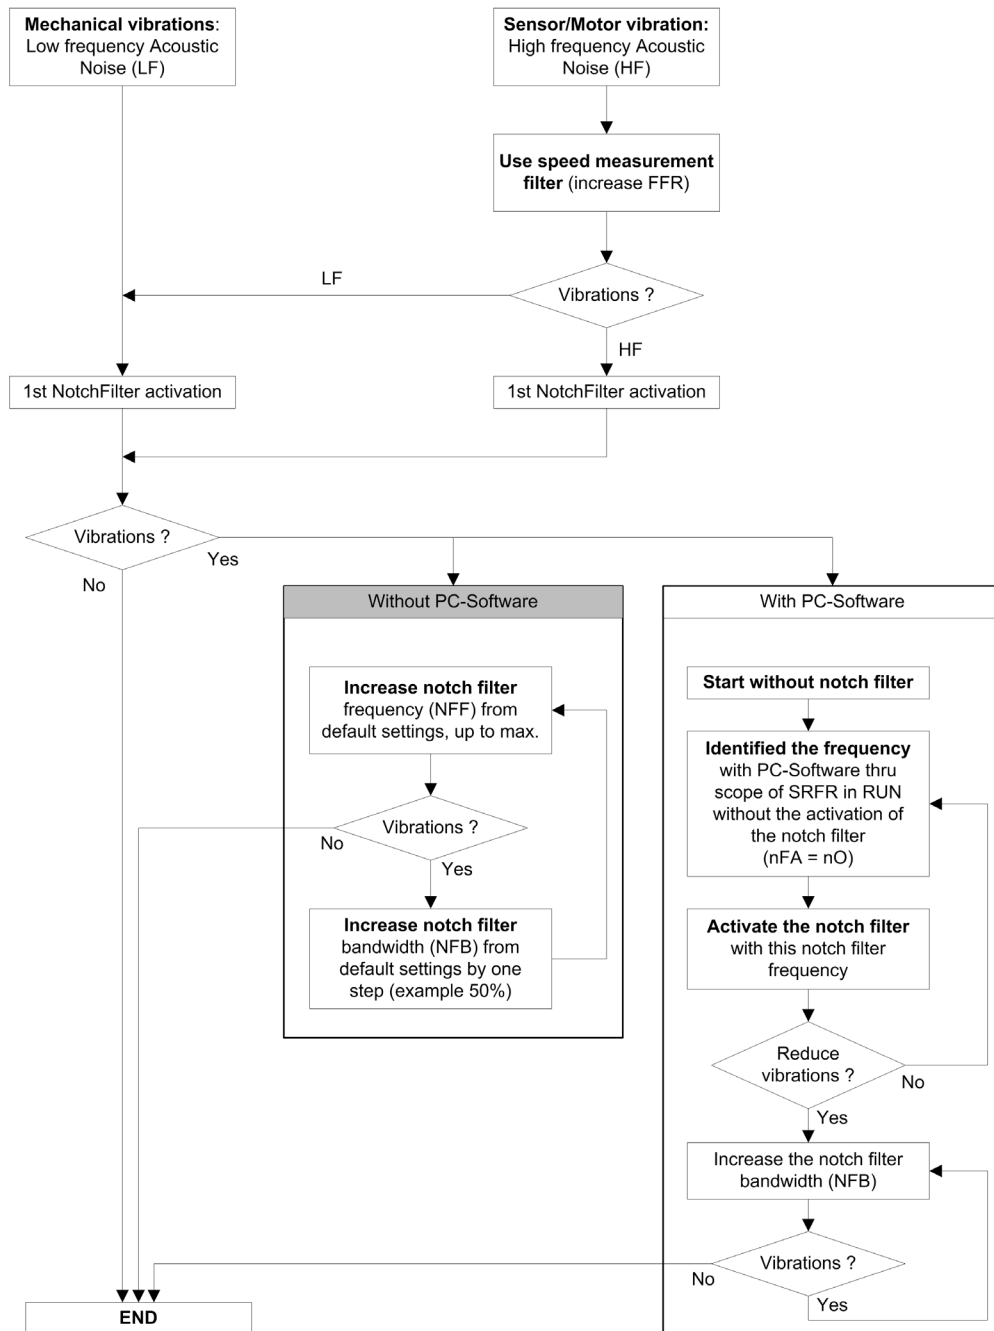 Mechanical vibrations:
Low frequency Acoustic
Noise (LF)
Sensor/Motor vibration:
High frequency Acoustic
Noise (HF)
Use speed measurement
filter (increase FFR)
LF
Vibrations ?
HF
1st NotchFilter activation
1st NotchFilter activation
Vibrations ?
Yes
No
Without PC-Software
Increase notch filter
frequency (NFF) from
default settings, up to max.
Vibrations ?
No
Yes
Increase notch filter
bandwidth (NFB) from
default settings by one
step (example 50%)
With PC-Software
Start without notch filter
Identified the frequency
with PC-Software thru
scope of SRFR in RUN
without the activation of
the notch filter
(nFA = nO)
Activate the notch filter
with this notch filter
frequency
Reduce
vibrations ?
No
Yes
Increase the notch filter
bandwidth (NFB)
Vibrations ?
No
Yes
END